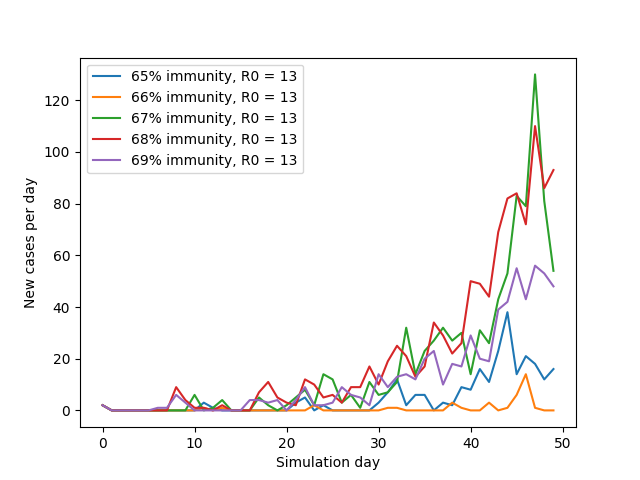 65% immunity, R0 = 13
66% immunity, R0 = 13
67% immunity, R0 = 13
68% immunity, R0 = 13
69% immunity, R0 = 13
New cases per day
120
100
80
60
40
20
0
0 10 20 30 40 50
Simulation day